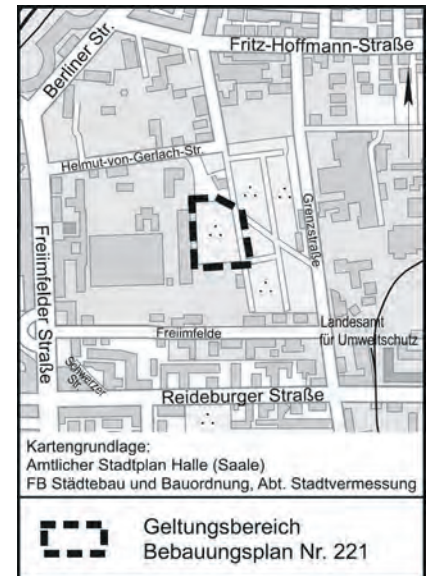 Fritz-Hoffmann-Straße
Berliner Str.
Helmut-von-Gerlach-Str.
Grenzstraße
Freiimfelder Straße
Landesamt
für Umweltschutz
Freiimfelde
Schwerzer
Str.
Reideburger Straße
Kartengrundlage:
Amtlicher Stadtplan Halle (Saale)
FB Städtebau und Bauordnung, Abt. Stadtvermessung
Geltungsbereich
Bebauungsplan Nr. 221